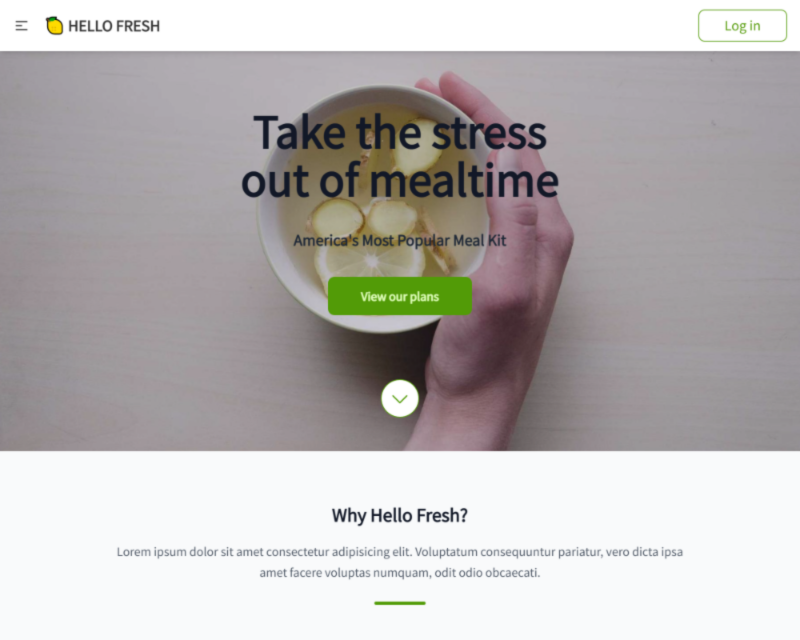 HELLO FRESH
Log in
Take the stress
out of mealtime
America's Most Popular Meal Kit
View our plans
Why Hello Fresh?
Lorem ipsum dolor sit amet consectetur adipisicing elit. Voluptatum consequuntur pariatur, vero dicta ipsa
amet facere voluptas numquam, odit odio obcaecati.